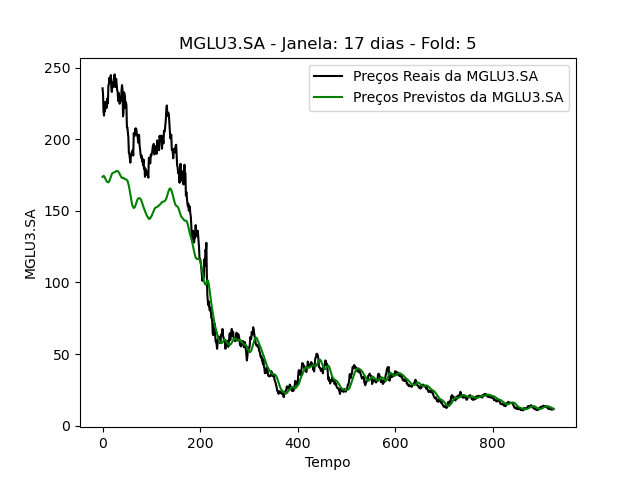 MGLU3.SA - Janela: 17 dias - Fold: 5
Preços Reais da MGLU3.SA
Preços Previstos da MGLU3.SA
MGLU3.SA
250
200
150
100
50
0
0 200 400 600 800
Tempo